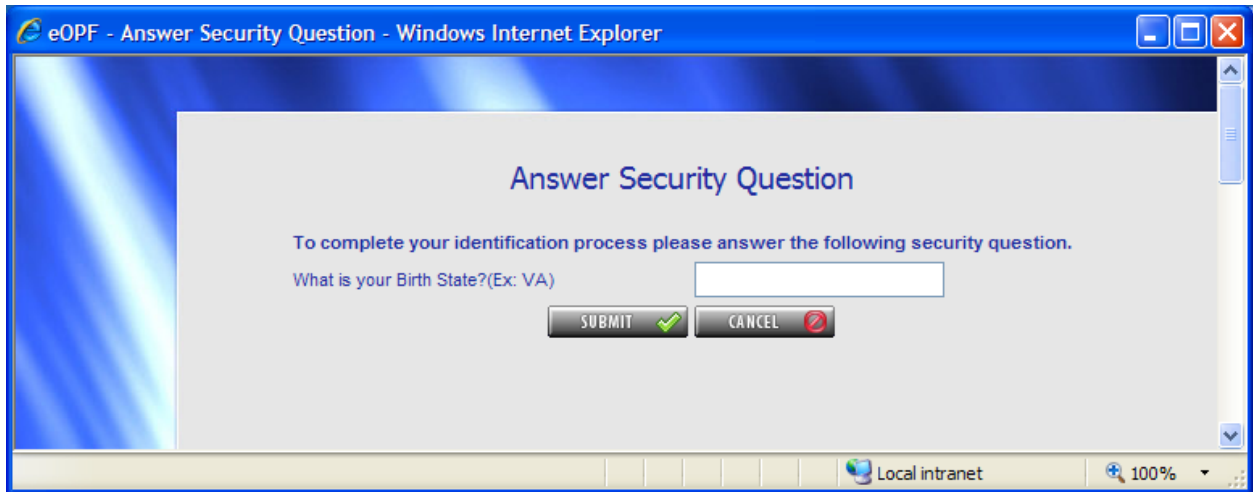 eOPF - Answer Security Question - Windows Internet Explorer
Answer Security Question
To complete your identification process please answer the following security question.
What is your Birth State?(Ex: VA)
SUBMIT CANCEL
Local intranet 100%